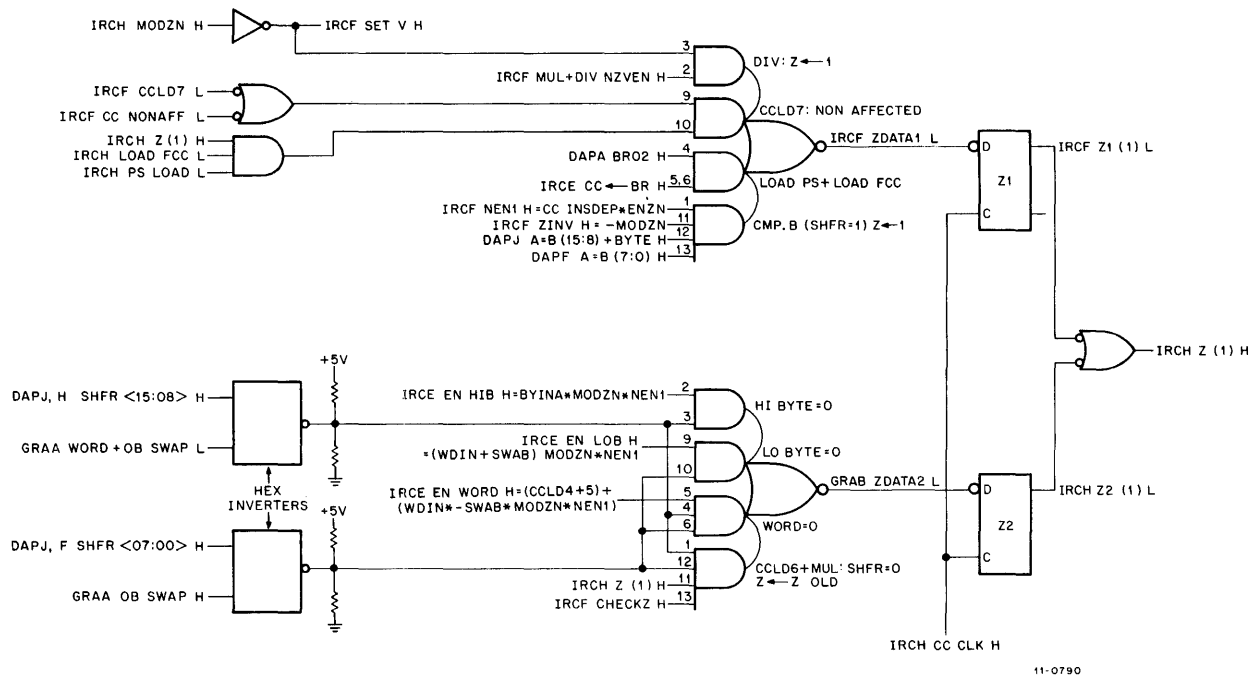 IRCH MODZN H
IRCF SET V H
3
IRCF MUL+DIV NZVEN H
2
DIV: Z←1
IRCF CCLD7 L
IRCF CC NONAFF L
9
CCLD7: NON AFFECTED
10
IRCH Z (1) H
IRCH LOAD FCC L
IRCH PS LOAD L
DAPA BR02 H
4
IRCE CC←BR H
5,6
LOAD PS+LOAD FCC
IRCF ZDATA1 L
D
Z1
C
IRCF Z1 (1) L
IRCF NEN1 H=CC INSDEP*ENZN
1
IRCF ZINV H=-MODZN
11
DAPJ A=B (15:8)+BYTE H
12
DAPF A=B (7:0) H
13
CMP.B (SHFR=1) Z←1
IRCH Z (1) H
DAPJ, H SHFR <15:08> H
GRAA WORD+OB SWAP L
+5V
HEX
INVERTERS
DAPJ, F SHFR <07:00> H
GRAA OB SWAP H
+5V
IRCE EN HIB H=BYINA*MODZN*NEN1
2
3
HI BYTE=0
IRCE EN LOB H
=(WDIN+SWAB) MODZN*NEN1
9
10
LO BYTE=0
IRCE EN WORD H=(CCLD4+5)+
(WDIN*-SWAB*MODZN*NEN1)
5
4
6
WORD=0
GRAB ZDATA2 L
D
Z2
C
IRCH Z2 (1) L
1
12
IRCH Z (1) H
11
IRCF CHECKZ H
13
CCLD6+MUL: SHFR=0
Z←Z OLD
IRCH CC CLK H
11-0790